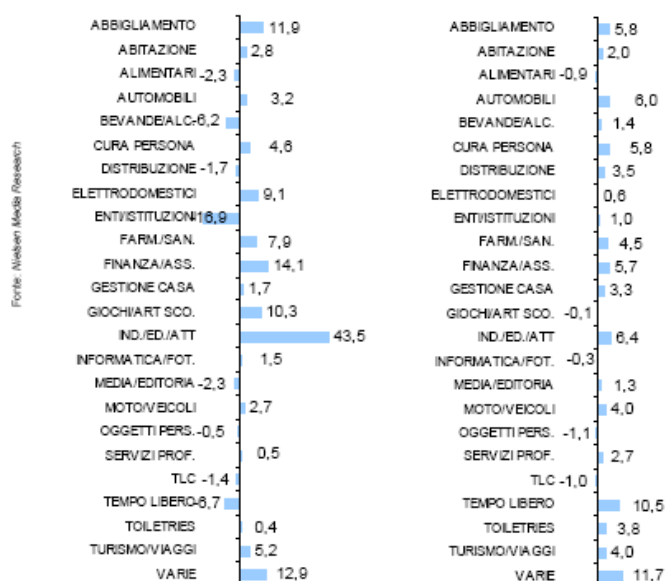 Fonte: Nielsen Media Research
ABBIGLIAMENTO 11,9
ABITAZIONE 2,8
ALIMENTARI -2,3
AUTOMOBILI 3,2
BEVANDE/ALC. -6,2
CURA PERSONA 4,6
DISTRIBUZIONE -1,7
ELETTRODOMESTICI 9,1
ENTI/ISTITUZIONI -16,9
FARM./SAN. 7,9
FINANZA/ASS. 14,1
GESTIONE CASA 1,7
GIOCHI/ART SCO. 10,3
IND./ED./ATT 43,5
INFORMATICA/FOT. 1,5
MEDIA/EDITORIA -2,3
MOTO/VEICOLI 2,7
OGGETTI PERS. -0,5
SERVIZI PROF. 0,5
TLC -1,4
TEMPO LIBERO -6,7
TOILETRIES 0,4
TURISMO/VIAGGI 5,2
VARIE 12,9
ABBIGLIAMENTO 5,8
ABITAZIONE 2,0
ALIMENTARI -0,9
AUTOMOBILI 6,0
BEVANDE/ALC. 1,4
CURA PERSONA 5,8
DISTRIBUZIONE 3,5
ELETTRODOMESTICI 0,6
ENTI/ISTITUZIONI 1,0
FARM./SAN. 4,5
FINANZA/ASS. 5,7
GESTIONE CASA 3,3
GIOCHI/ART SCO. -0,1
IND./ED./ATT 6,4
INFORMATICA/FOT. -0,3
MEDIA/EDITORIA 1,3
MOTO/VEICOLI 4,0
OGGETTI PERS. -1,1
SERVIZI PROF. 2,7
TLC -1,0
TEMPO LIBERO 10,5
TOILETRIES 3,8
TURISMO/VIAGGI 4,0
VARIE 11,7